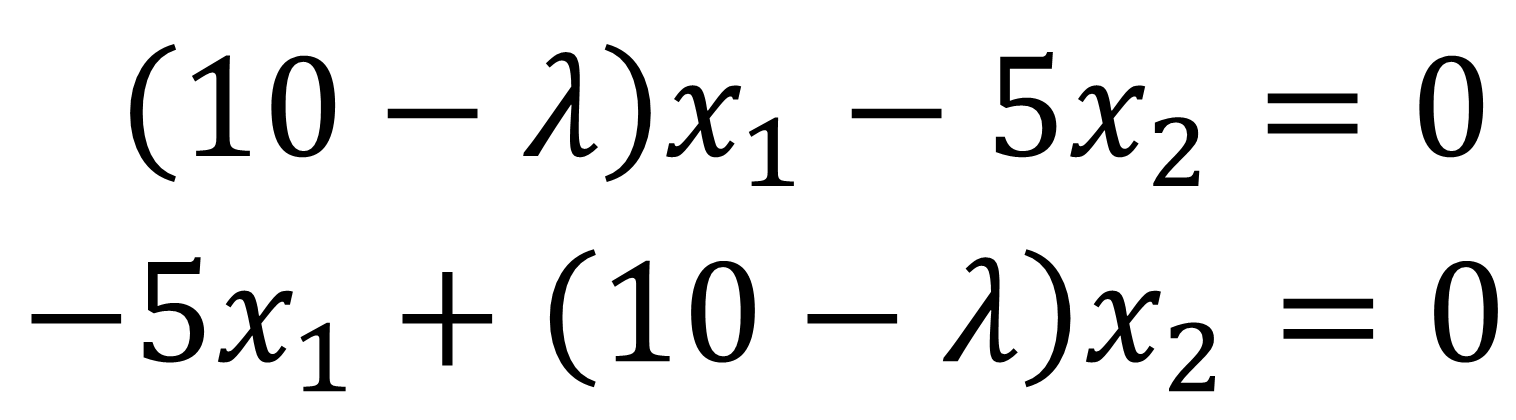 (10 − λ)x₁ − 5x₂ = 0
−5x₁ + (10 − λ)x₂ = 0